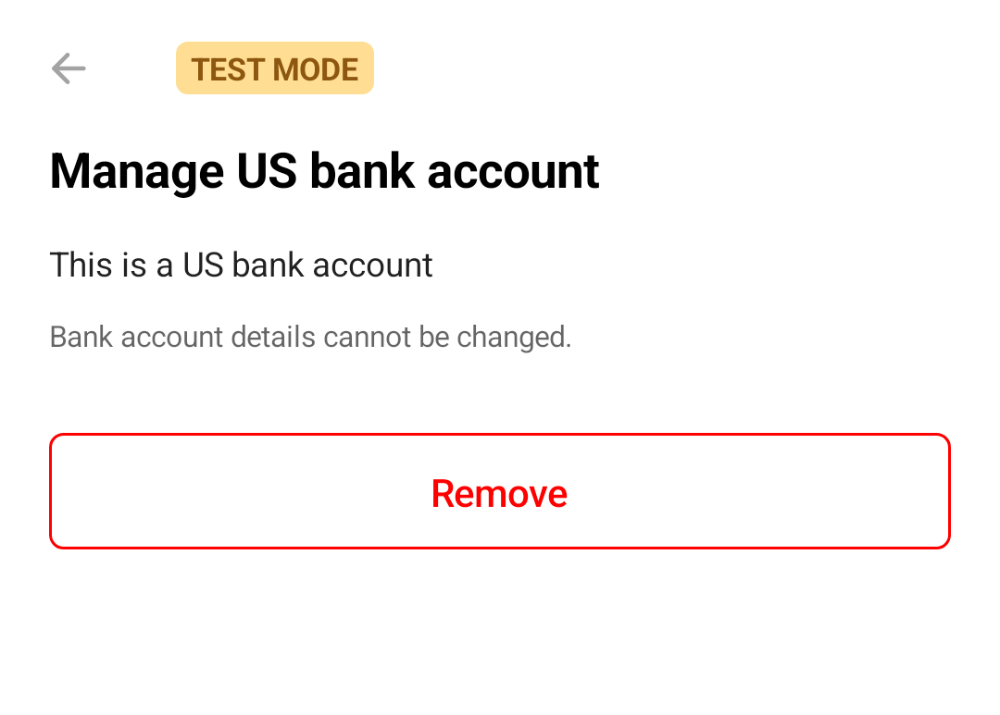 TEST MODE
Manage US bank account
This is a US bank account
Bank account details cannot be changed.
Remove